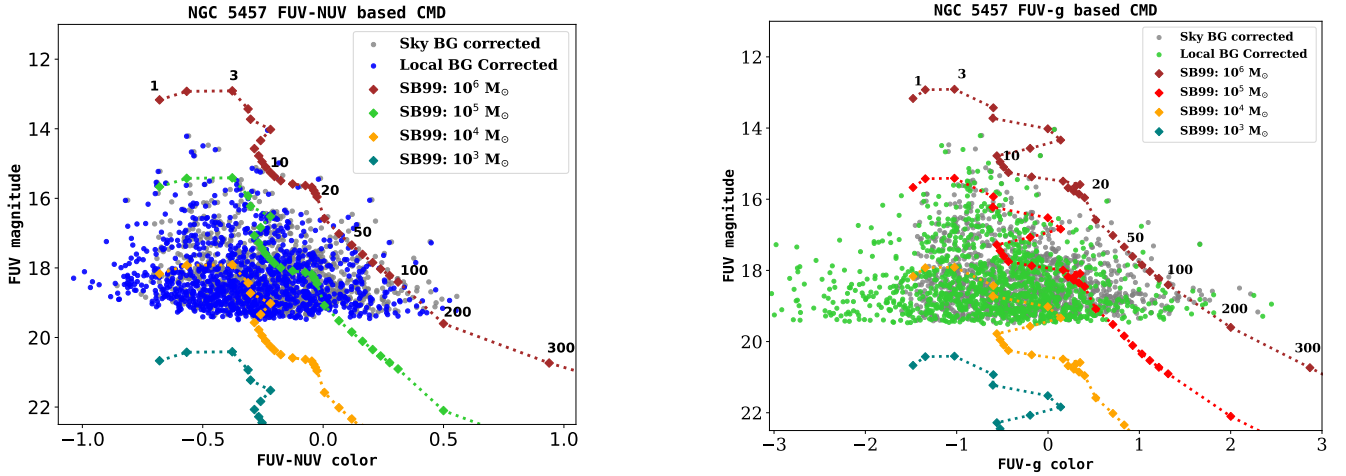 NGC 5457 FUV-NUV based CMD
Sky BG corrected
Local BG Corrected
SB99: 10⁶ M⊙
SB99: 10⁵ M⊙
SB99: 10⁴ M⊙
SB99: 10³ M⊙
1
3
10
20
50
100
200
300
12
14
16
18
20
22
FUV magnitude
-1.0
-0.5
0.0
0.5
1.0
FUV-NUV color
NGC 5457 FUV-g based CMD
Sky BG corrected
Local BG Corrected
SB99: 10⁶ M⊙
SB99: 10⁵ M⊙
SB99: 10⁴ M⊙
SB99: 10³ M⊙
1
3
10
20
50
100
200
300
12
14
16
18
20
22
FUV magnitude
-3
-2
-1
0
1
2
3
FUV-g color